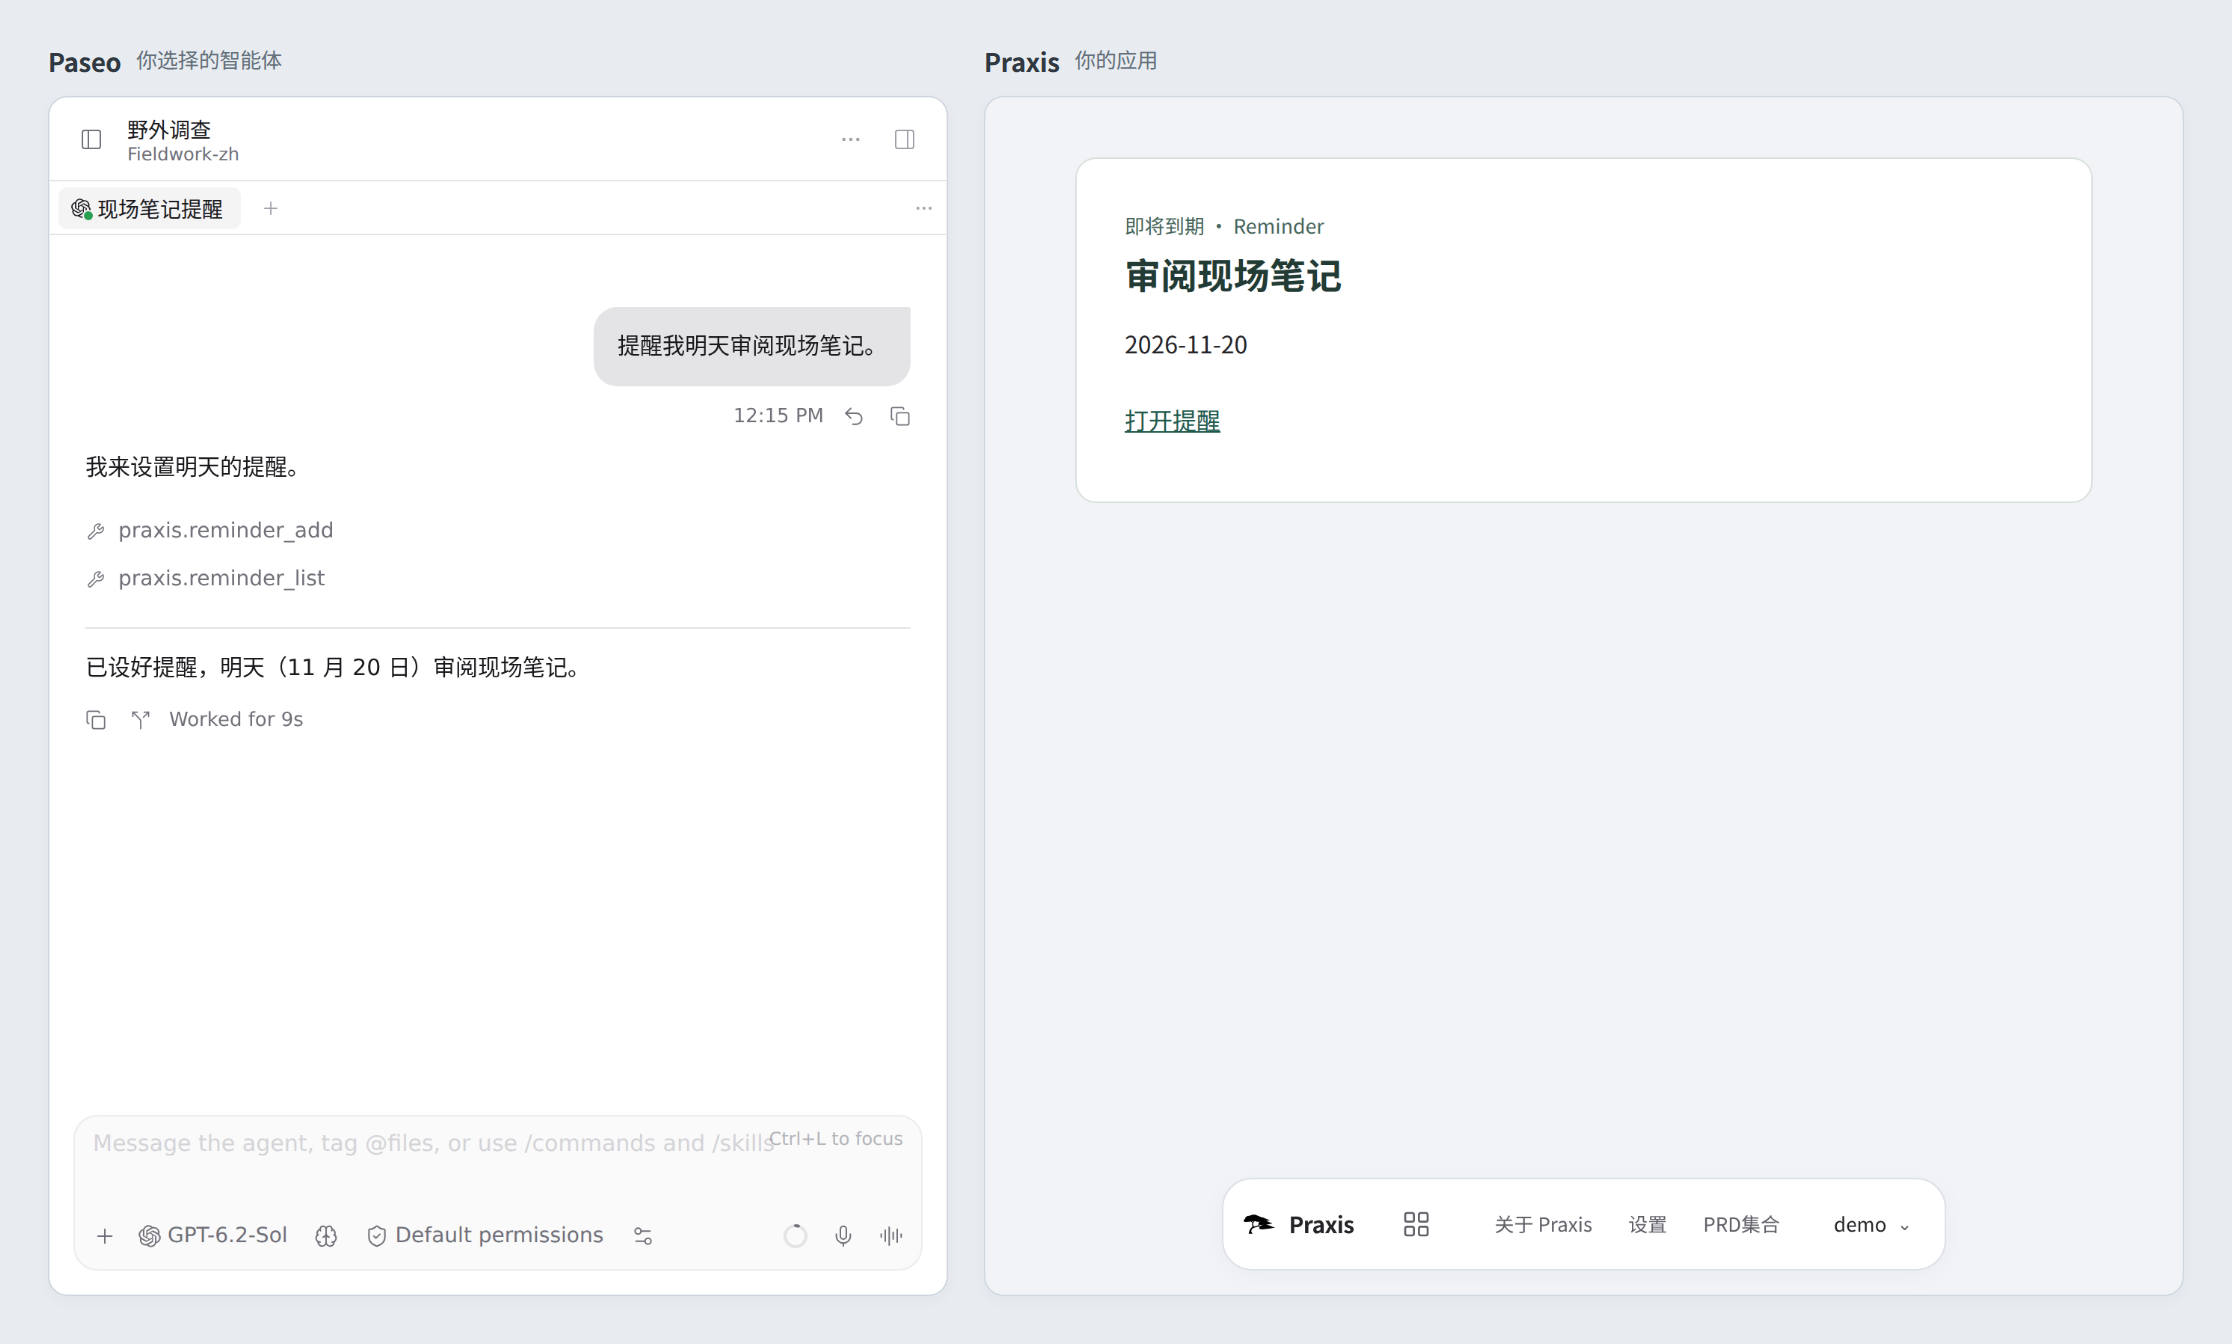 Paseo 你选择的智能体
野外调查
Fieldwork-zh
现场笔记提醒
提醒我明天审阅现场笔记。
12:15 PM
我来设置明天的提醒。
praxis.reminder_add
praxis.reminder_list
已设好提醒，明天（11 月 20 日）审阅现场笔记。
Worked for 9s
Message the agent, tag @files, or use /commands and /skills
Ctrl+L to focus
GPT-6.2-Sol
Default permissions
Praxis 你的应用
即将到期 • Reminder
审阅现场笔记
2026-11-20
打开提醒
Praxis
关于 Praxis
设置
PRD集合
demo